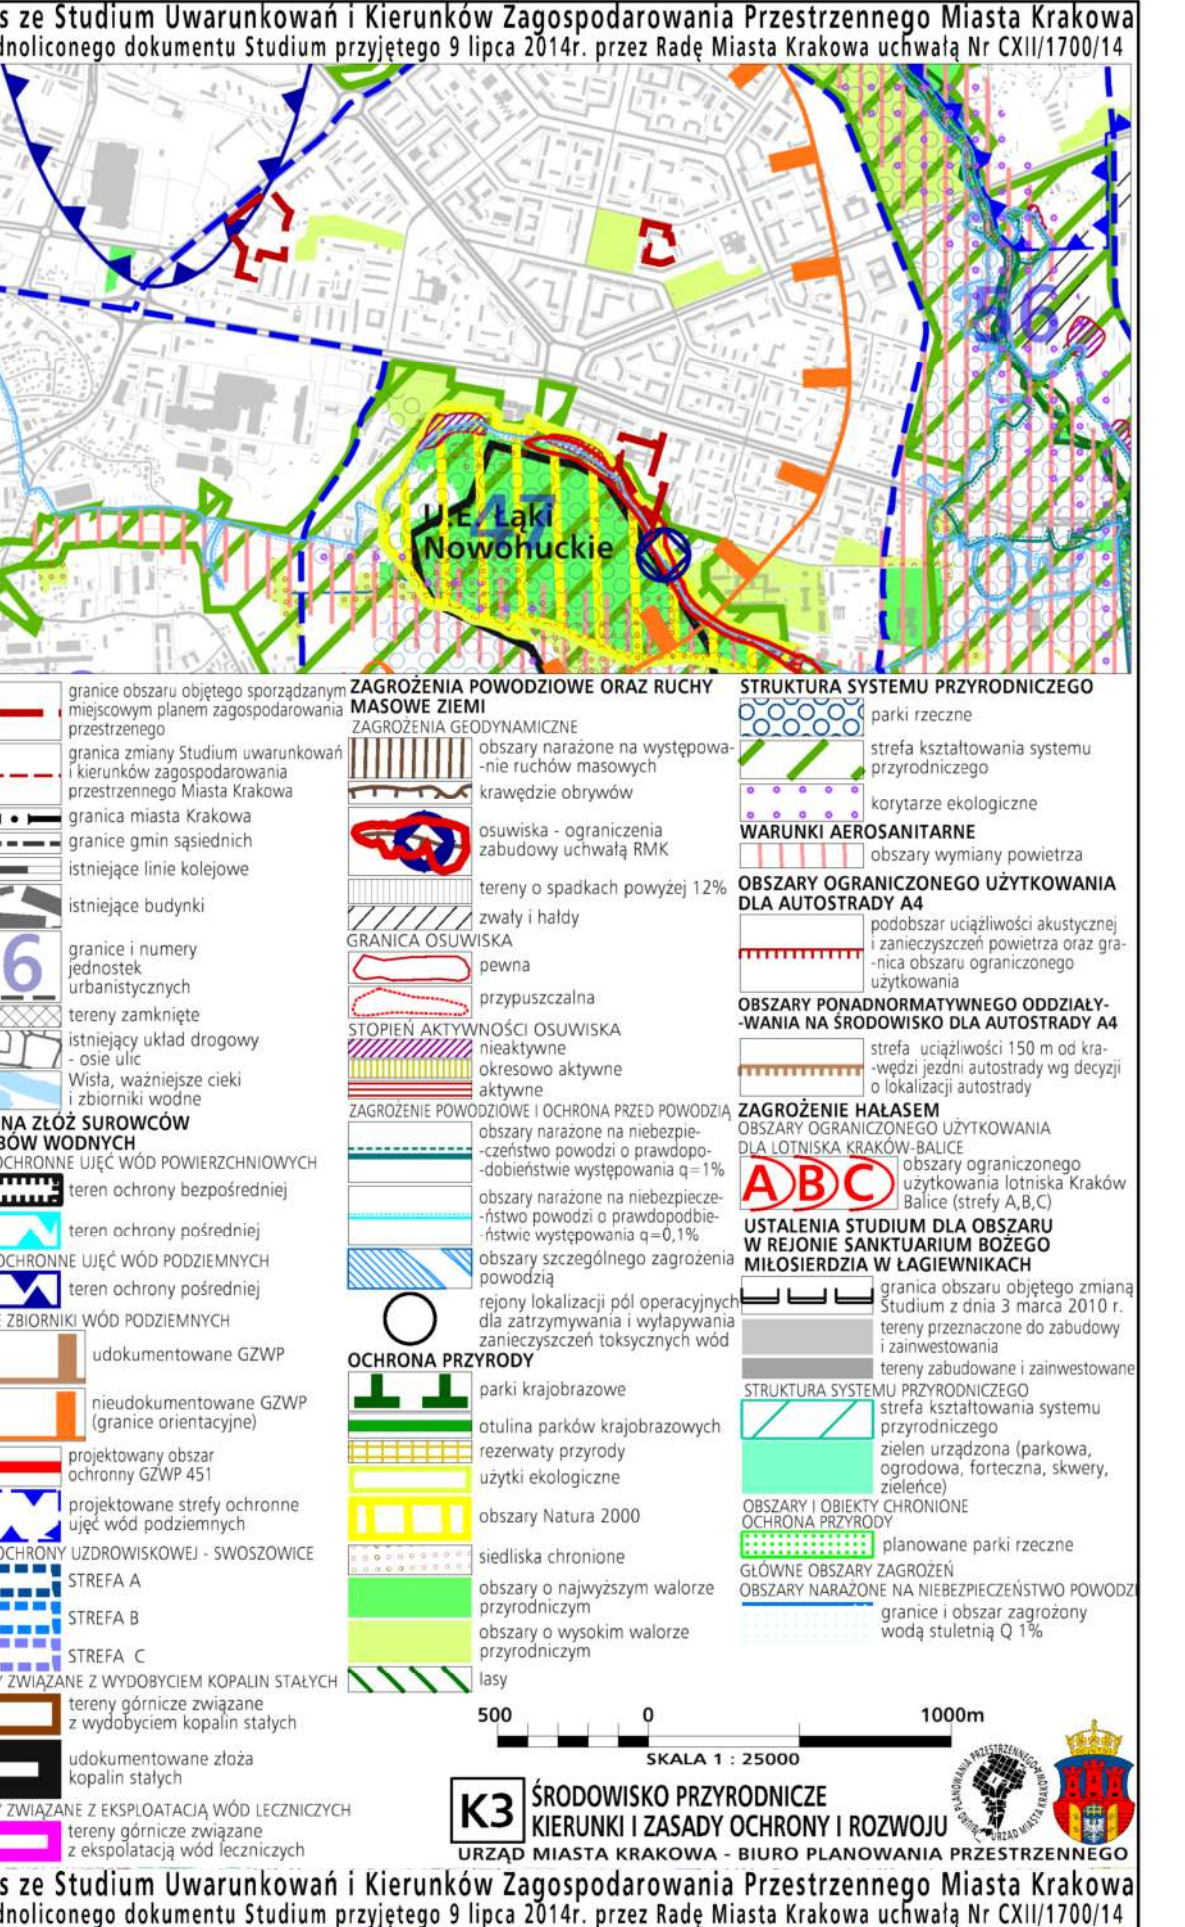 s ze Studium Uwarunkowań i Kierunków Zagospodarowania Przestrzennego Miasta Krakowa
dnoliconego dokumentu Studium przyjętego 9 lipca 2014r. przez Radę Miasta Krakowa uchwałą Nr CXII/1700/14
56
47
U.E. Łąki
Nowohuckie
granice obszaru objętego sporządzanym
miejscowym planem zagospodarowania
przestrzenego
granica zmiany Studium uwarunkowań
i kierunków zagospodarowania
przestrzennego Miasta Krakowa
granica miasta Krakowa
granice gmin sąsiednich
istniejące linie kolejowe
istniejące budynki
6
granice i numery
jednostek
urbanistycznych
tereny zamknięte
istniejący układ drogowy
- osie ulic
Wisła, ważniejsze cieki
i zbiorniki wodne
NA ZŁÓŻ SUROWCÓW
BÓW WODNYCH
OCHRONNE UJĘĆ WÓD POWIERZCHNIOWYCH
teren ochrony bezpośredniej
teren ochrony pośredniej
OCHRONNE UJĘĆ WÓD PODZIEMNYCH
teren ochrony pośredniej
E ZBIORNIKI WÓD PODZIEMNYCH
udokumentowane GZWP
nieudokumentowane GZWP
(granice orientacyjne)
projektowany obszar
ochronny GZWP 451
projektowane strefy ochronne
ujęć wód podziemnych
OCHRONY UZDROWISKOWEJ - SWOSZOWICE
STREFA A
STREFA B
STREFA C
Y ZWIĄZANE Z WYDOBYCIEM KOPALIN STAŁYCH
tereny górnicze związane
z wydobyciem kopalin stałych
udokumentowane złoża
kopalin stałych
Y ZWIĄZANE Z EKSPLOATACJĄ WÓD LECZNICZYCH
tereny górnicze związane
z ekspolatacją wód leczniczych
ZAGROŻENIA POWODZIOWE ORAZ RUCHY
MASOWE ZIEMI
ZAGROŻENIA GEODYNAMICZNE
obszary narażone na występowa-
-nie ruchów masowych
krawędzie obrywów
osuwiska - ograniczenia
zabudowy uchwałą RMK
tereny o spadkach powyżej 12%
zwały i hałdy
GRANICA OSUWISKA
pewna
przypuszczalna
STOPIEŃ AKTYWNOŚCI OSUWISKA
nieaktywne
okresowo aktywne
aktywne
ZAGROŻENIE POWODZIOWE I OCHRONA PRZED POWODZIĄ
obszary narażone na niebezpie-
-czeństwo powodzi o prawdopo-
-dobieństwie występowania q=1%
obszary narażone na niebezpiecze-
-ństwo powodzi o prawdopodbie-
-ństwie występowania q=0,1%
obszary szczególnego zagrożenia
powodzią
rejony lokalizacji pól operacyjnych
dla zatrzymywania i wyłapywania
zanieczyszczeń toksycznych wód
OCHRONA PRZYRODY
parki krajobrazowe
otulina parków krajobrazowych
rezerwaty przyrody
użytki ekologiczne
obszary Natura 2000
siedliska chronione
obszary o najwyższym walorze
przyrodniczym
obszary o wysokim walorze
przyrodniczym
lasy
STRUKTURA SYSTEMU PRZYRODNICZEGO
parki rzeczne
strefa kształtowania systemu
przyrodniczego
korytarze ekologiczne
WARUNKI AEROSANITARNE
obszary wymiany powietrza
OBSZARY OGRANICZONEGO UŻYTKOWANIA
DLA AUTOSTRADY A4
podobszar uciążliwości akustycznej
i zanieczyszczeń powietrza oraz gra-
-nica obszaru ograniczonego
użytkowania
OBSZARY PONADNORMATYWNEGO ODDZIAŁY-
-WANIA NA ŚRODOWISKO DLA AUTOSTRADY A4
strefa uciążliwości 150 m od kra-
-wędzi jezdni autostrady wg decyzji
o lokalizacji autostrady
ZAGROŻENIE HAŁASEM
OBSZARY OGRANICZONEGO UŻYTKOWANIA
DLA LOTNISKA KRAKÓW-BALICE
A B C
obszary ograniczonego
użytkowania lotniska Kraków
Balice (strefy A,B,C)
USTALENIA STUDIUM DLA OBSZARU
W REJONIE SANKTUARIUM BOŻEGO
MIŁOSIERDZIA W ŁAGIEWNIKACH
granica obszaru objętego zmianą
Studium z dnia 3 marca 2010 r.
tereny przeznaczone do zabudowy
i zainwestowania
tereny zabudowane i zainwestowane
STRUKTURA SYSTEMU PRZYRODNICZEGO
strefa kształtowania systemu
przyrodniczego
zielen urządzona (parkowa,
ogrodowa, forteczna, skwery,
zieleńce)
OBSZARY I OBIEKTY CHRONIONE
OCHRONA PRZYRODY
planowane parki rzeczne
GŁÓWNE OBSZARY ZAGROŻEŃ
OBSZARY NARAŻONE NA NIEBEZPIECZEŃSTWO POWODZI
granice i obszar zagrożony
wodą stuletnią Q 1%
500 0 1000m
SKALA 1 : 25000
K3
ŚRODOWISKO PRZYRODNICZE
KIERUNKI I ZASADY OCHRONY I ROZWOJU
BIURO PLANOWANIA PRZESTRZENNEGO URZĄD MIASTA KRAKOWA
URZĄD MIASTA KRAKOWA - BIURO PLANOWANIA PRZESTRZENNEGO
s ze Studium Uwarunkowań i Kierunków Zagospodarowania Przestrzennego Miasta Krakowa
dnoliconego dokumentu Studium przyjętego 9 lipca 2014r. przez Radę Miasta Krakowa uchwałą Nr CXII/1700/14